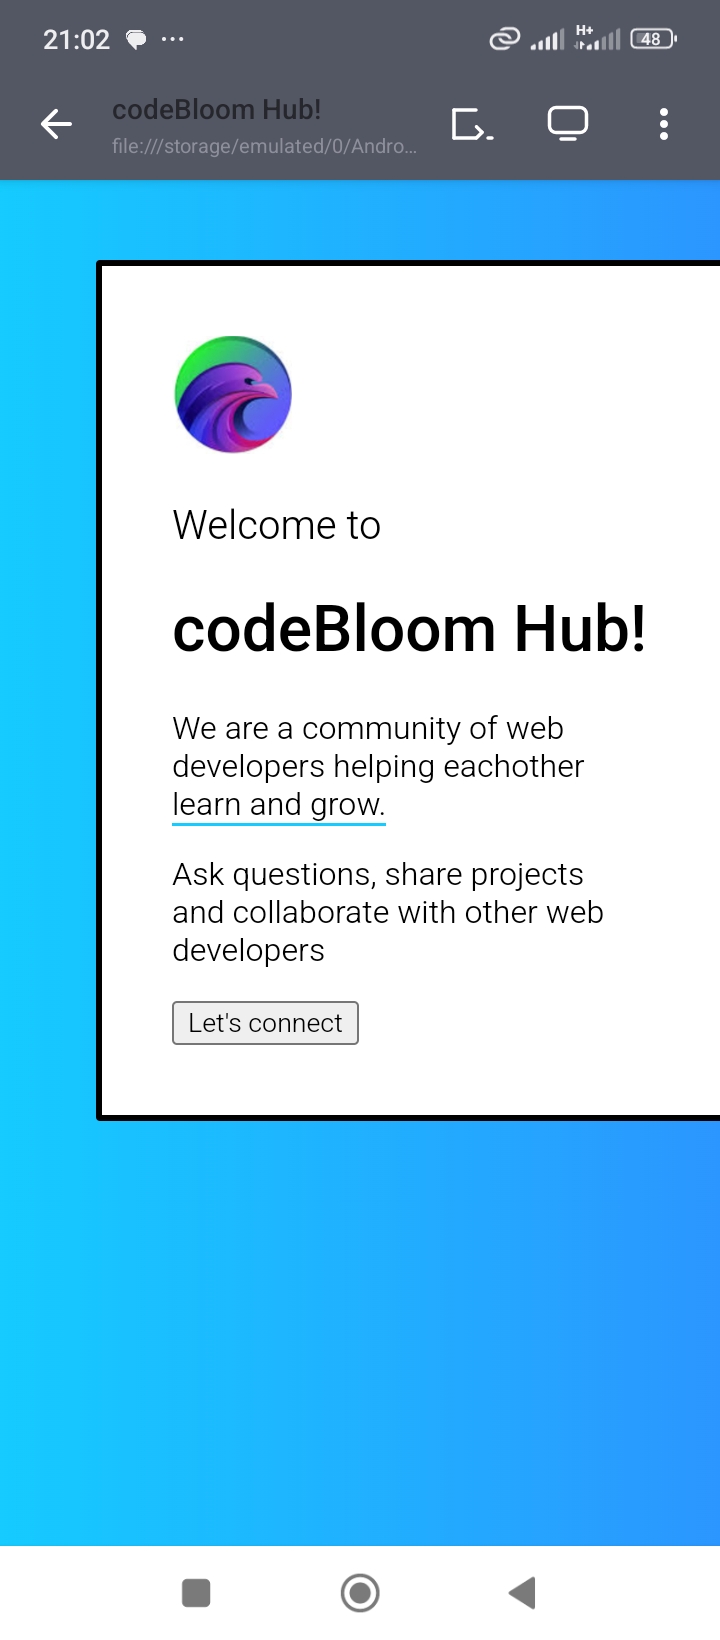 21:02
H+
48
codeBloom Hub!
file:///storage/emulated/0/Andro...
Welcome to
codeBloom Hub!
We are a community of web
developers helping eachother
learn and grow.
Ask questions, share projects
and collaborate with other web
developers
Let's connect